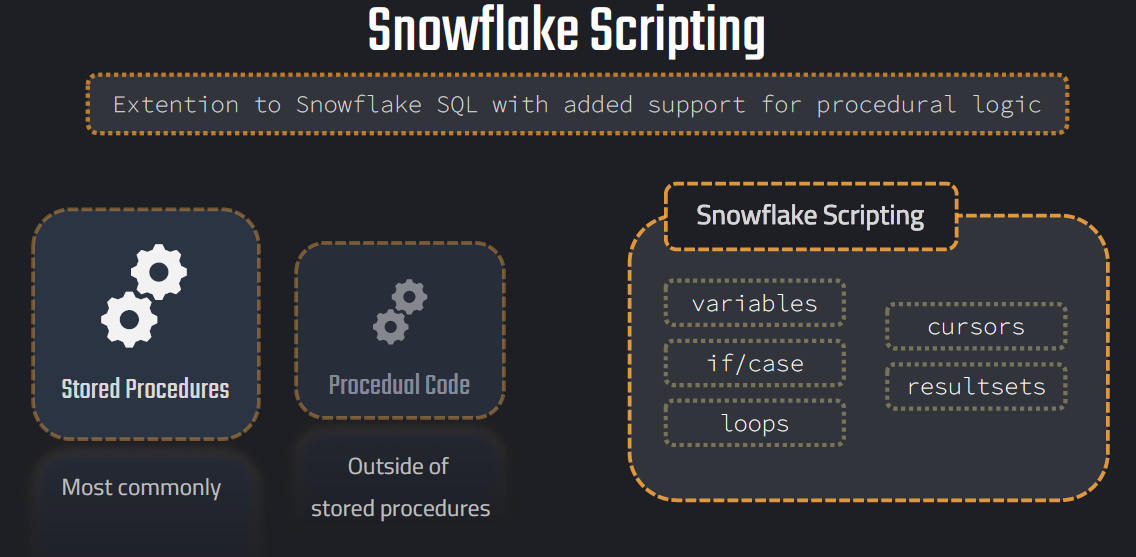 Snowflake Scripting
Extention to Snowflake SQL with added support for procedural logic
Stored Procedures
Most commonly
Procedual Code
Outside of
stored procedures
Snowflake Scripting
variables
if/case
loops
cursors
resultsets